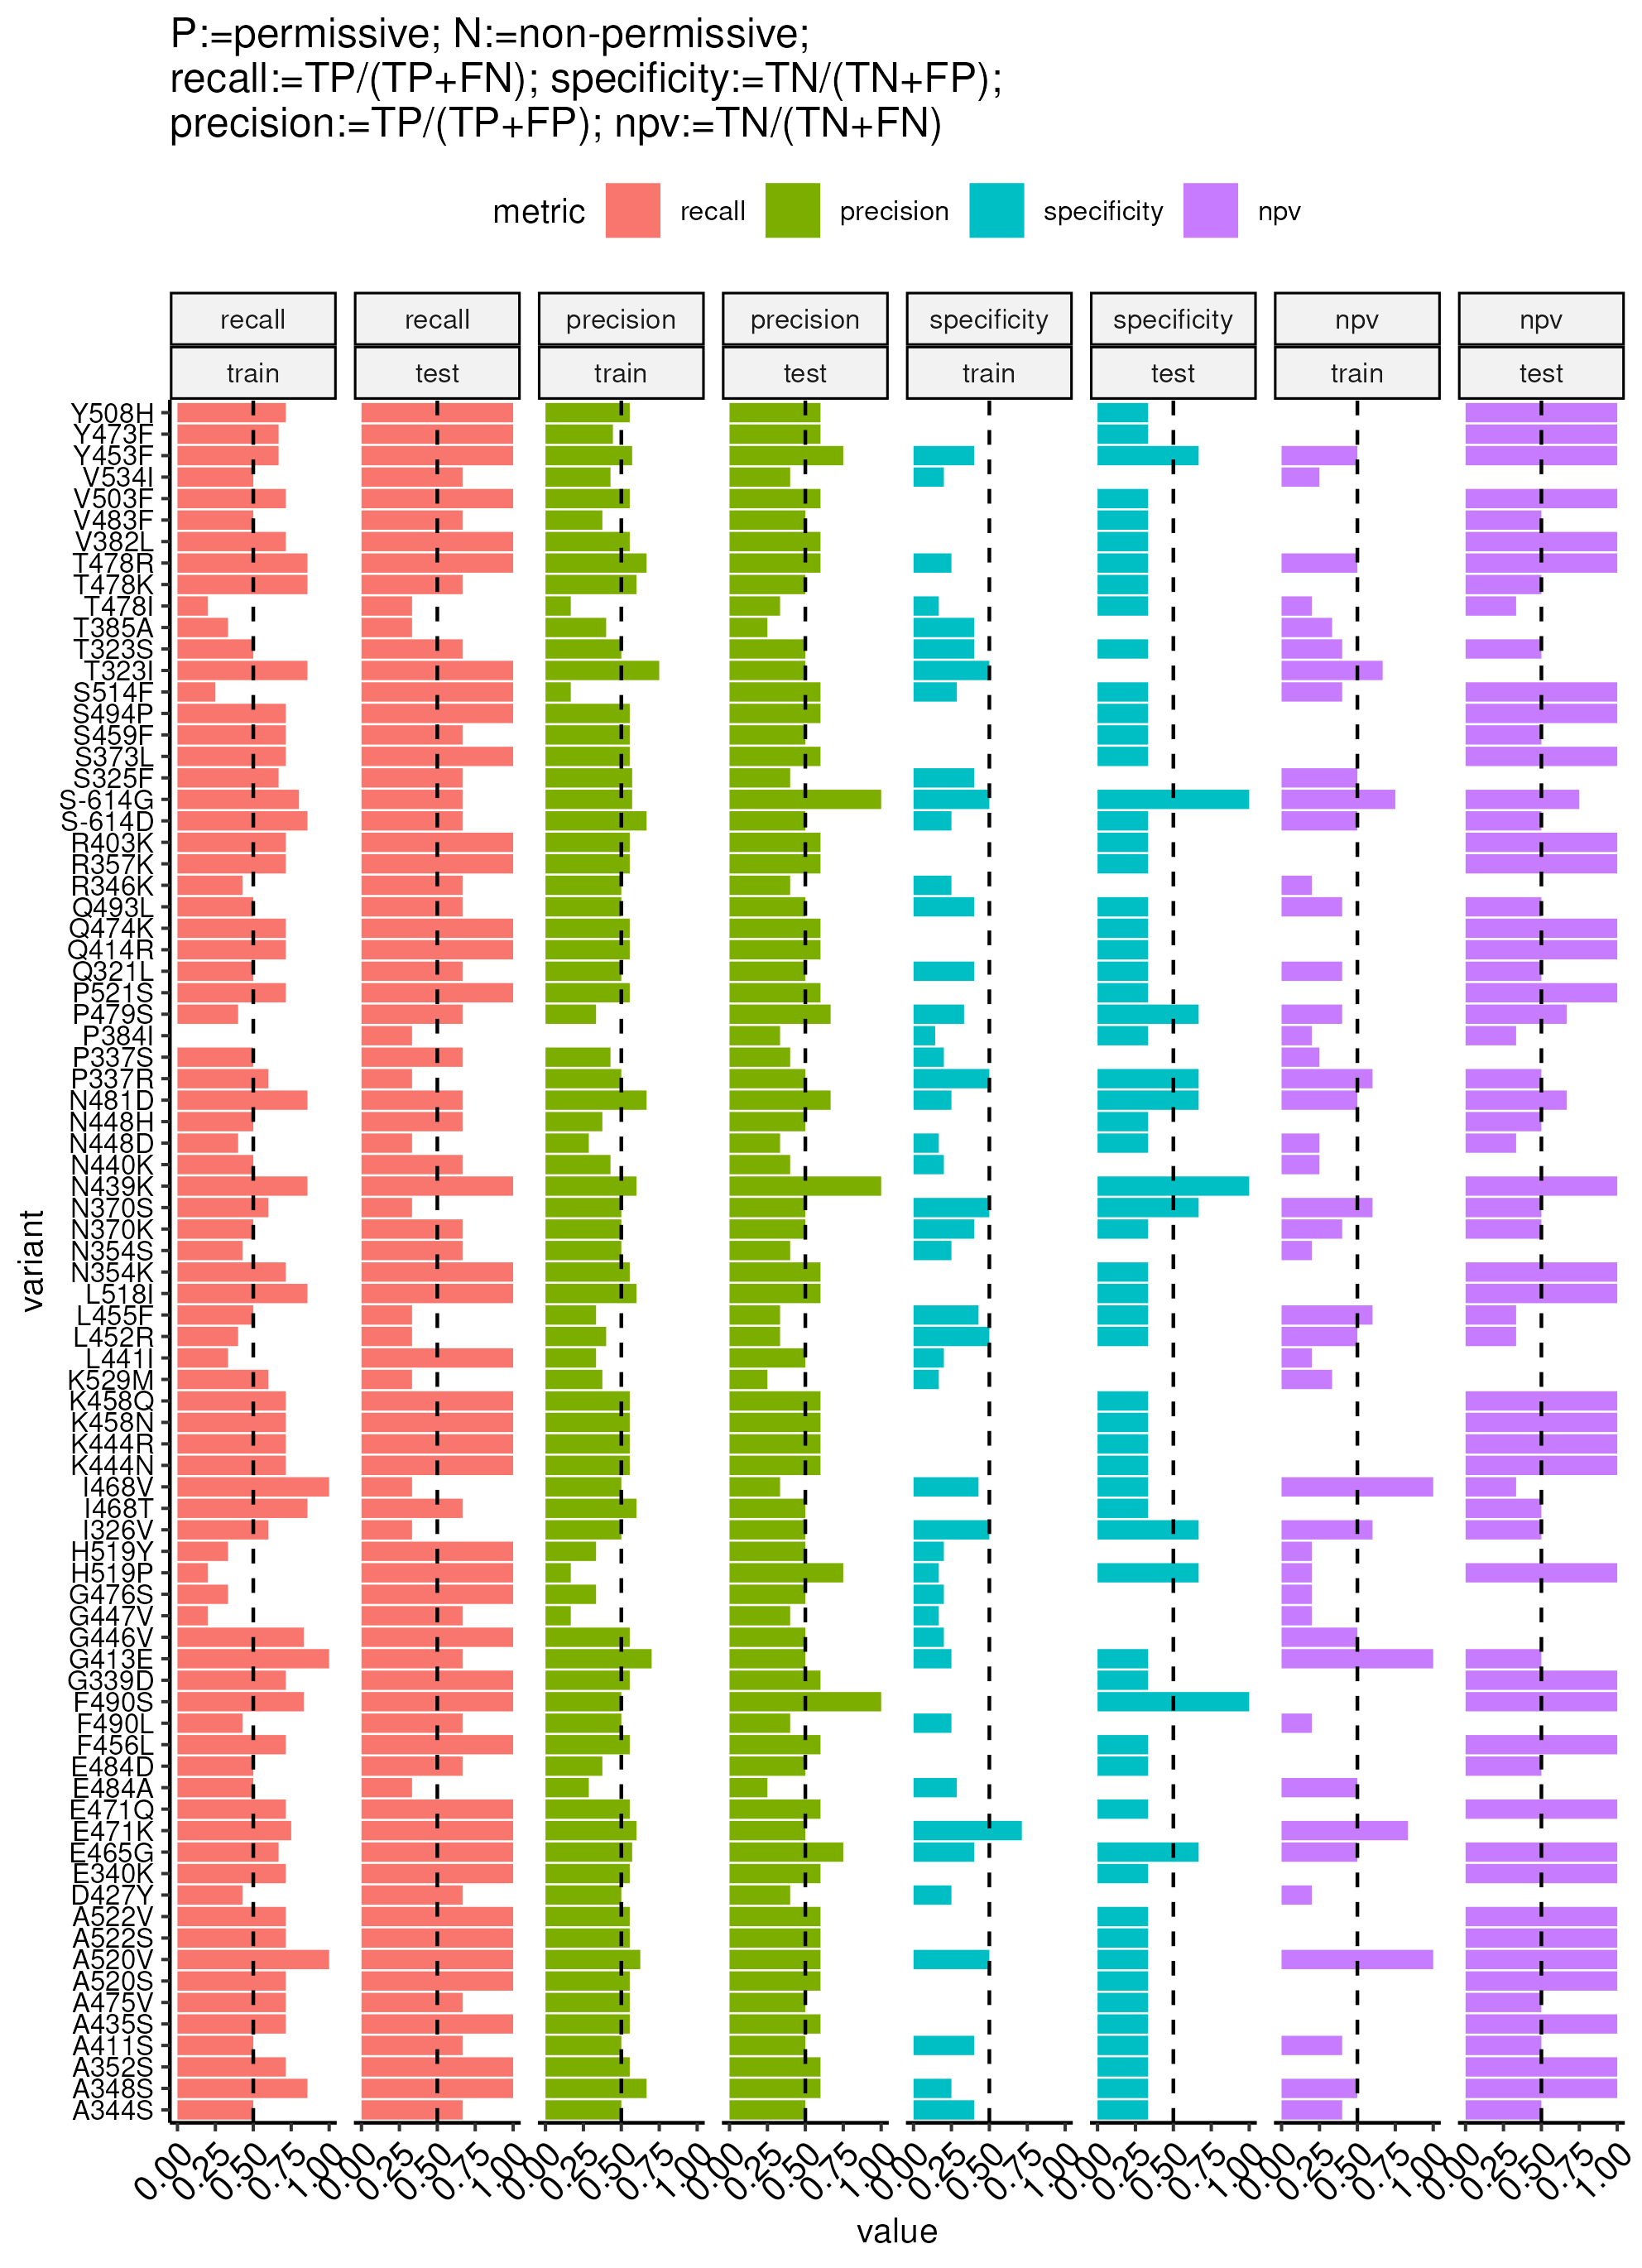 P:=permissive; N:=non-permissive;
recall:=TP/(TP+FN); specificity:=TN/(TN+FP);
precision:=TP/(TP+FP); npv:=TN/(TN+FN)
metric recall precision specificity npv
recall recall precision precision specificity specificity npv npv
train test train test train test train test
Y508H
Y473F
Y453F
V534I
V503F
V483F
V382L
T478R
T478K
T478I
T385A
T323S
T323I
S514F
S494P
S459F
S373L
S325F
S-614G
S-614D
R403K
R357K
R346K
Q493L
Q474K
Q414R
Q321L
P521S
P479S
P384I
P337S
P337R
N481D
N448H
N448D
N440K
N439K
N370S
N370K
N354S
N354K
L518I
L455F
L452R
L441I
K529M
K458Q
K458N
K444R
K444N
I468V
I468T
I326V
H519Y
H519P
G476S
G447V
G446V
G413E
G339D
F490S
F490L
F456L
E484D
E484A
E471Q
E471K
E465G
E340K
D427Y
A522V
A522S
A520V
A520S
A475V
A435S
A411S
A352S
A348S
A344S
variant
0.00 0.25 0.50 0.75 1.00 0.00 0.25 0.50 0.75 1.00 0.00 0.25 0.50 0.75 1.00 0.00 0.25 0.50 0.75 1.00 0.00 0.25 0.50 0.75 1.00 0.00 0.25 0.50 0.75 1.00 0.00 0.25 0.50 0.75 1.00 0.00 0.25 0.50 0.75 1.00
value